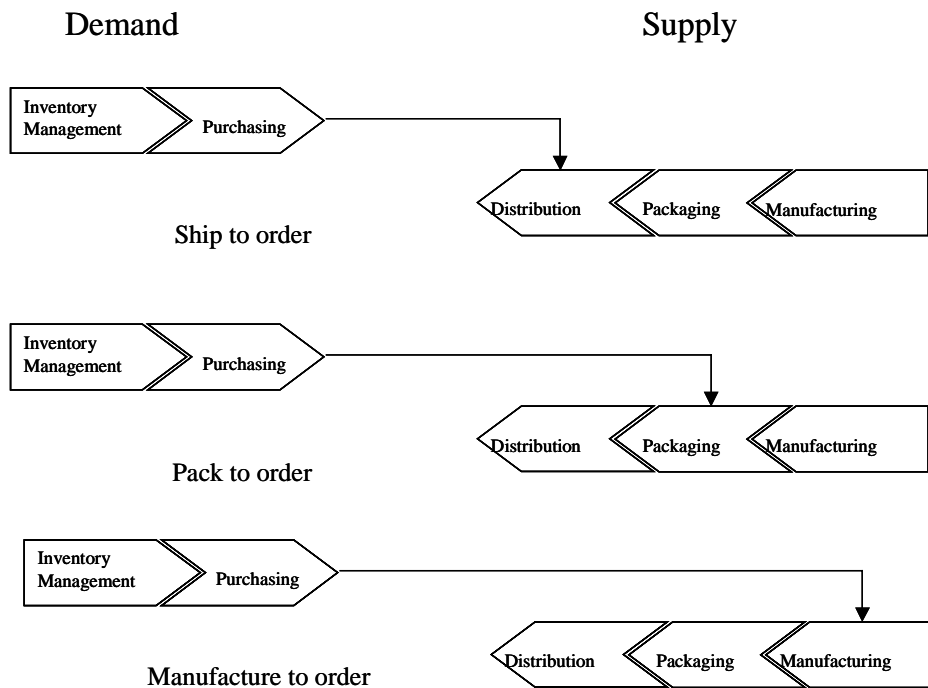 Demand
Supply
Inventory
Management
Purchasing
Distribution
Packaging
Manufacturing
Ship to order
Inventory
Management
Purchasing
Distribution
Packaging
Manufacturing
Pack to order
Inventory
Management
Purchasing
Distribution
Packaging
Manufacturing
Manufacture to order